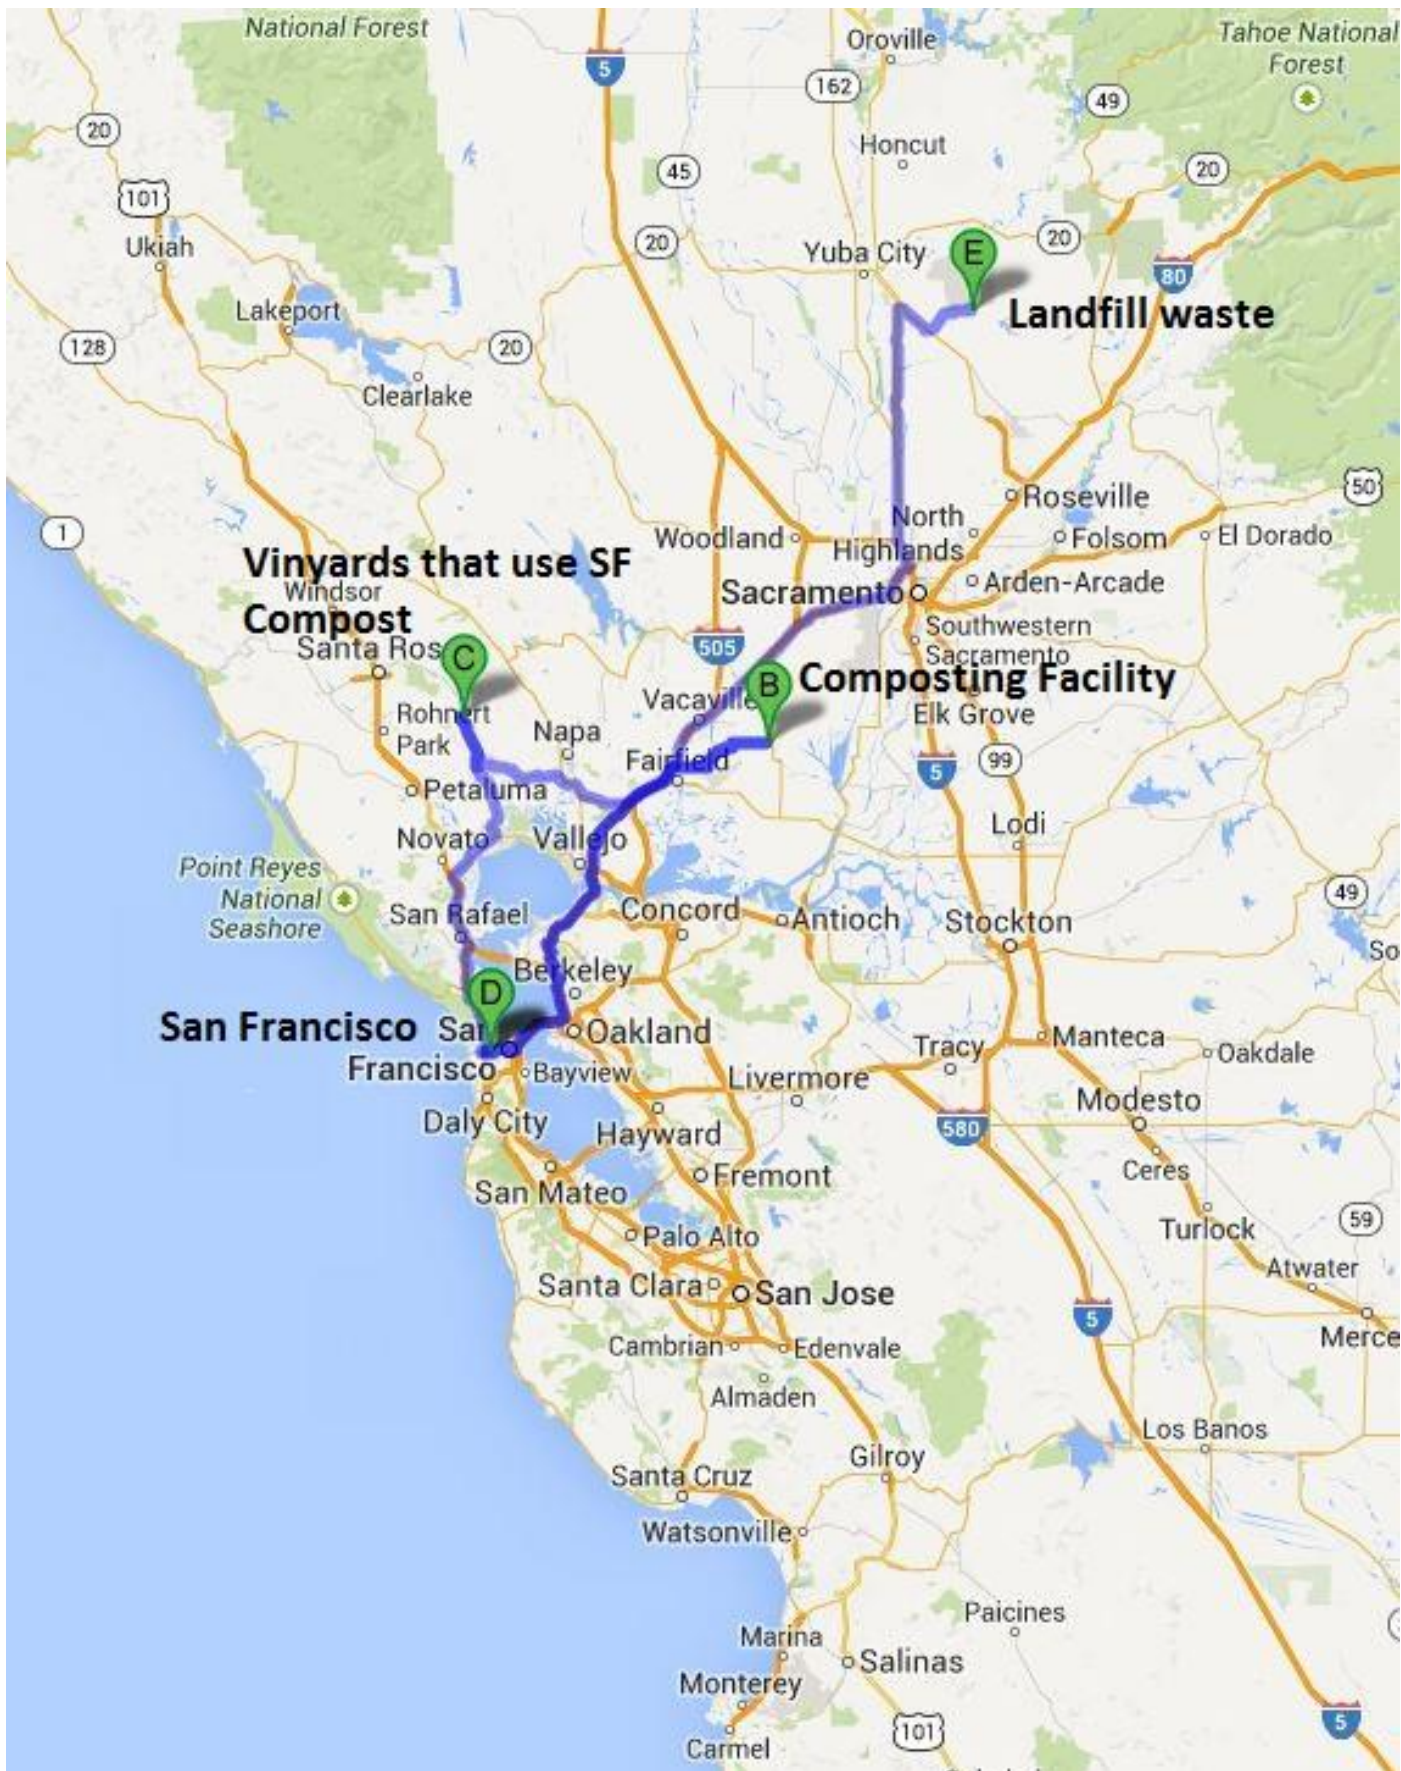 National Forest
Tahoe National
Forest
5
Oroville
162
49
20
Honcut
45
20
101
Ukiah
20
Yuba City
E
20
80
Lakeport
Landfill waste
128
20
Clearlake
50
Roseville
1
North
Highlands
Woodland
Folsom
El Dorado
Vinyards that use SF
Compost
Windsor
Arden-Arcade
Sacramento
Santa Ros
C
505
Southwestern
Sacramento
B
Composting Facility
Vacaville
Elk Grove
Rohnert
Park
Napa
Fairfield
5
99
Petaluma
Novato
Vallejo
Lodi
Point Reyes
National
Seashore
49
San Rafael
Concord
Antioch
Stockton
So
Berkeley
D
San Francisco
San
Francisco
Oakland
Manteca
Tracy
Oakdale
Bayview
Livermore
Daly City
Hayward
580
Modesto
Ceres
Fremont
San Mateo
Turlock
59
Palo Alto
Atwater
Santa Clara
San Jose
5
Merce
Cambrian
Edenvale
Almaden
Los Banos
Gilroy
Santa Cruz
Watsonville
Paicines
Marina
Salinas
Monterey
101
5
Carmel